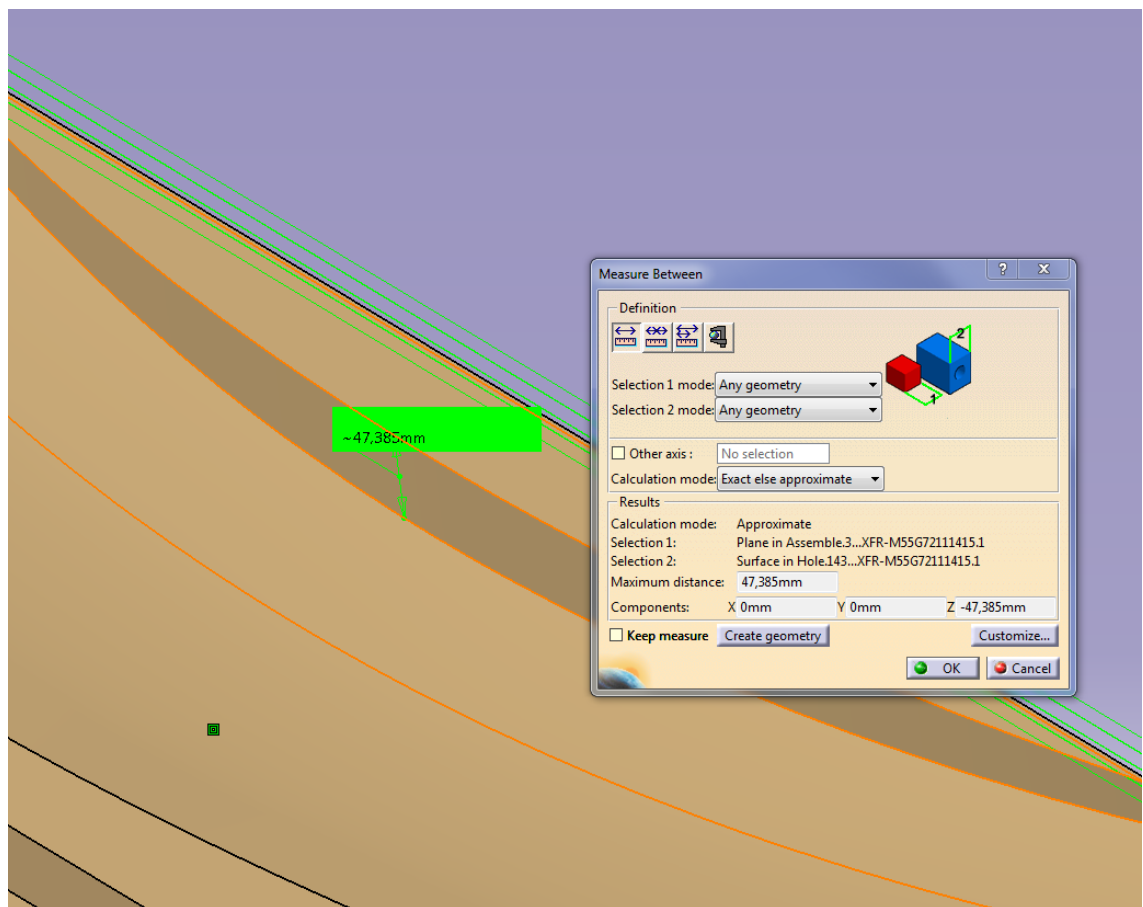 ~47,385mm
Measure Between
Definition
2
1
Selection 1 mode: Any geometry
Selection 2 mode: Any geometry
Other axis : No selection
Calculation mode: Exact else approximate
Results
Calculation mode: Approximate
Selection 1: Plane in Assemble.3...XFR-M55G72111415.1
Selection 2: Surface in Hole.143...XFR-M55G72111415.1
Maximum distance: 47,385mm
Components: X 0mm Y 0mm Z -47,385mm
Keep measure Create geometry Customize...
OK Cancel